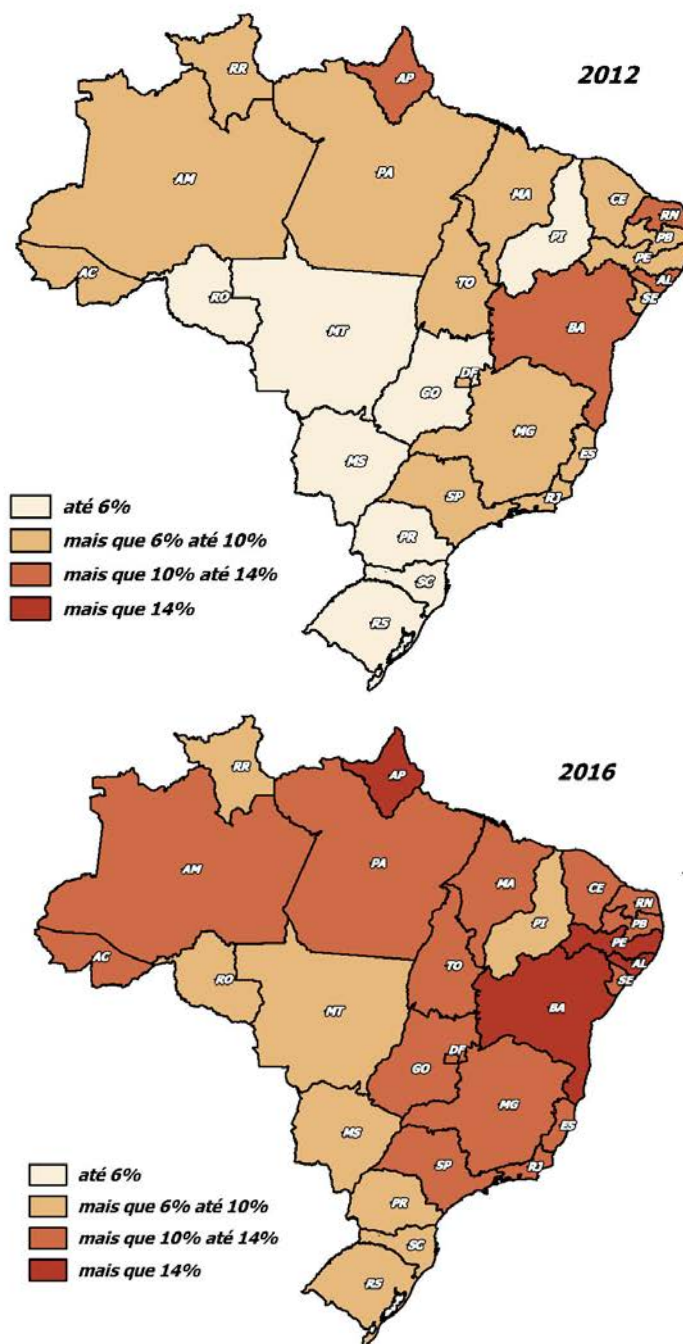 2012
RR
AP
AM
PA
MA
CE
RN
PI
PB
PE
AC
TO
AL
SE
RO
BA
MT
DF
GO
MG
MS
ES
SP
RJ
PR
SC
RS
até 6%
mais que 6% até 10%
mais que 10% até 14%
mais que 14%
2016
RR
AP
AM
PA
MA
CE
RN
PB
PI
PE
AC
TO
AL
SE
RO
MT
BA
DF
GO
MG
MS
ES
SP
RJ
PR
SC
RS
até 6%
mais que 6% até 10%
mais que 10% até 14%
mais que 14%